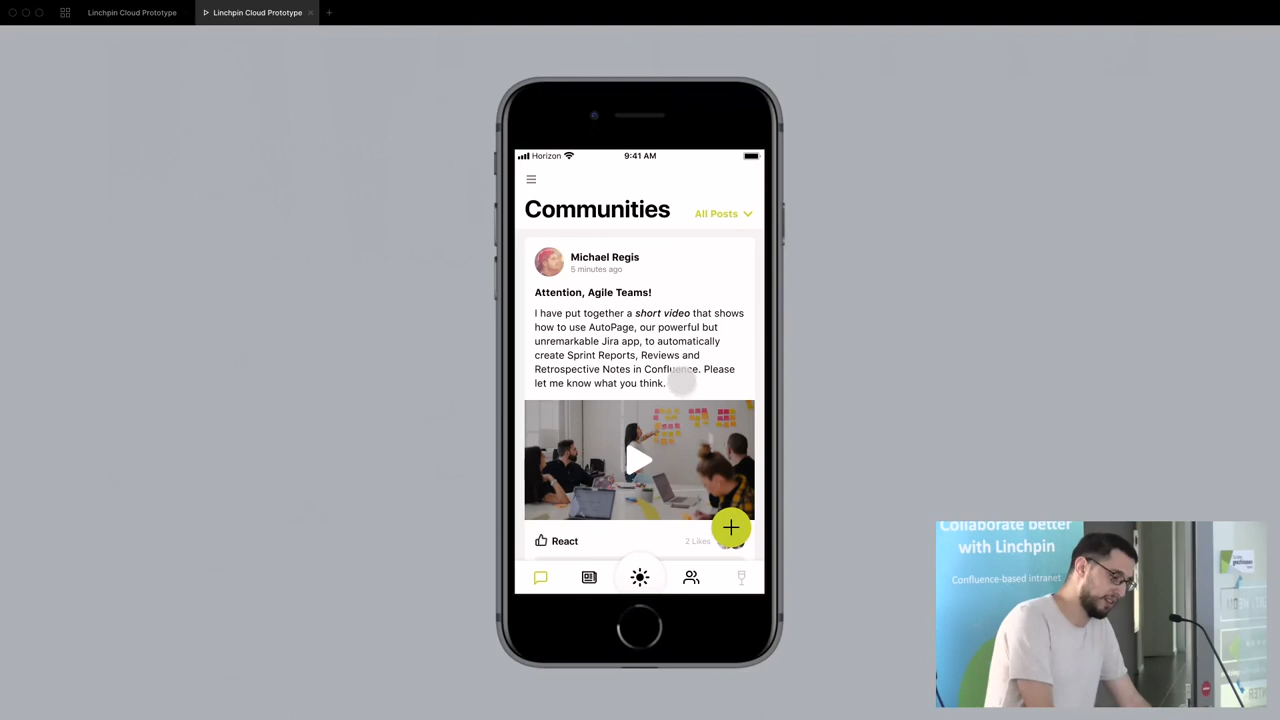 Linchpin Cloud Prototype
Linchpin Cloud Prototype
Horizon
9:41 AM
Communities
All Posts
Michael Regis
5 minutes ago
Attention, Agile Teams!
I have put together a short video that shows
how to use AutoPage, our powerful but
unremarkable Jira app, to automatically
create Sprint Reports, Reviews and
Retrospective Notes in Confluence. Please
let me know what you think.
React
2 Likes
Collaborate better
with Linchpin
Confluence-based intranet